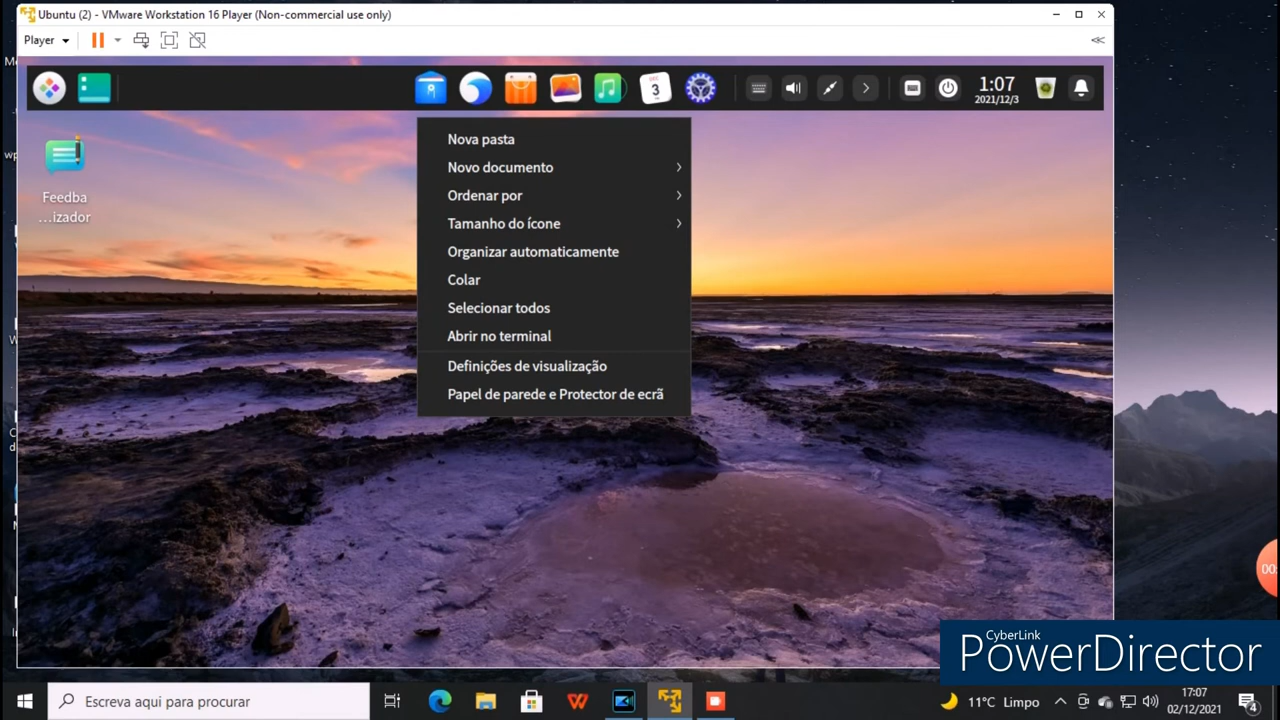 Ubuntu (2) - VMware Workstation 16 Player (Non-commercial use only)
Player
DEC
3
1:07
2021/12/3
Feedba
...izador
Nova pasta
Novo documento
Ordenar por
Tamanho do ícone
Organizar automaticamente
Colar
Selecionar todos
Abrir no terminal
Definições de visualização
Papel de parede e Protector de ecrã
00:
CyberLink
PowerDirector
Escreva aqui para procurar
11°C Limpo
17:07
02/12/2021
4